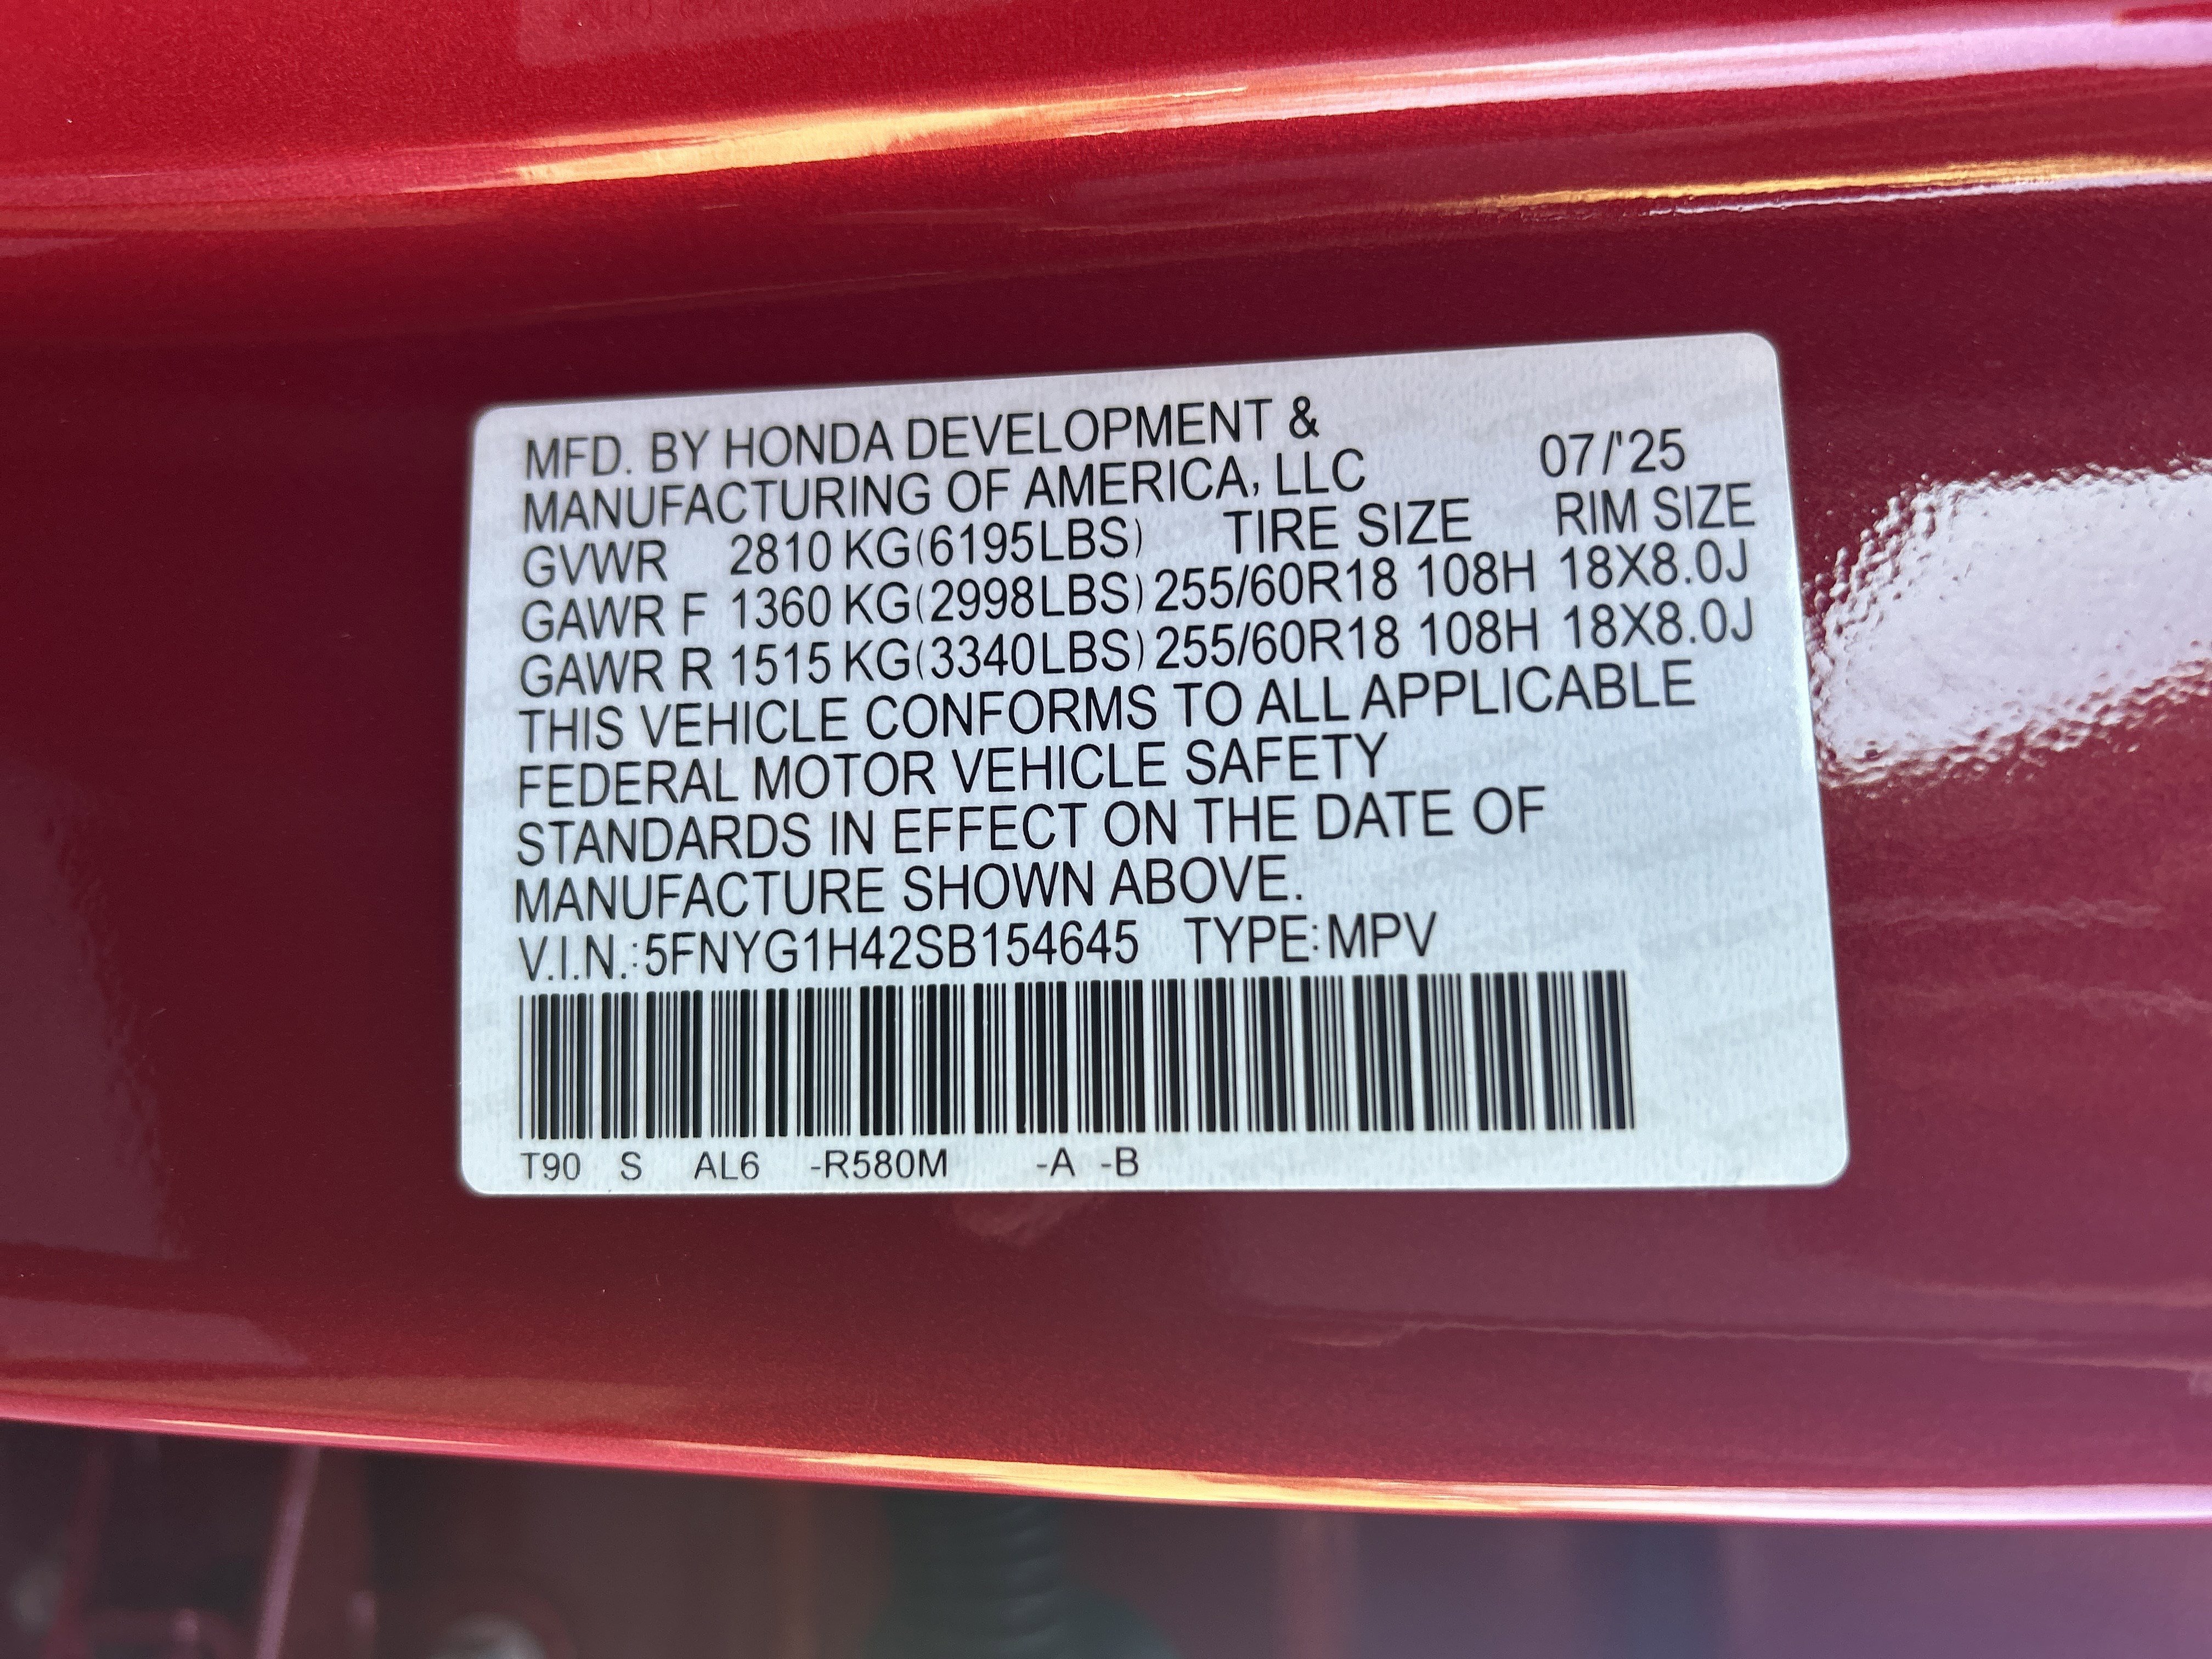 MFD. BY HONDA DEVELOPMENT &
MANUFACTURING OF AMERICA, LLC 07/'25
GVWR 2810 KG(6195LBS) TIRE SIZE RIM SIZE
GAWR F 1360 KG(2998LBS) 255/60R18 108H 18X8.0J
GAWR R 1515 KG(3340LBS) 255/60R18 108H 18X8.0J
THIS VEHICLE CONFORMS TO ALL APPLICABLE
FEDERAL MOTOR VEHICLE SAFETY
STANDARDS IN EFFECT ON THE DATE OF
MANUFACTURE SHOWN ABOVE.
V.I.N.:5FNYG1H42SB154645 TYPE:MPV
T90 S AL6 -R580M -A -B